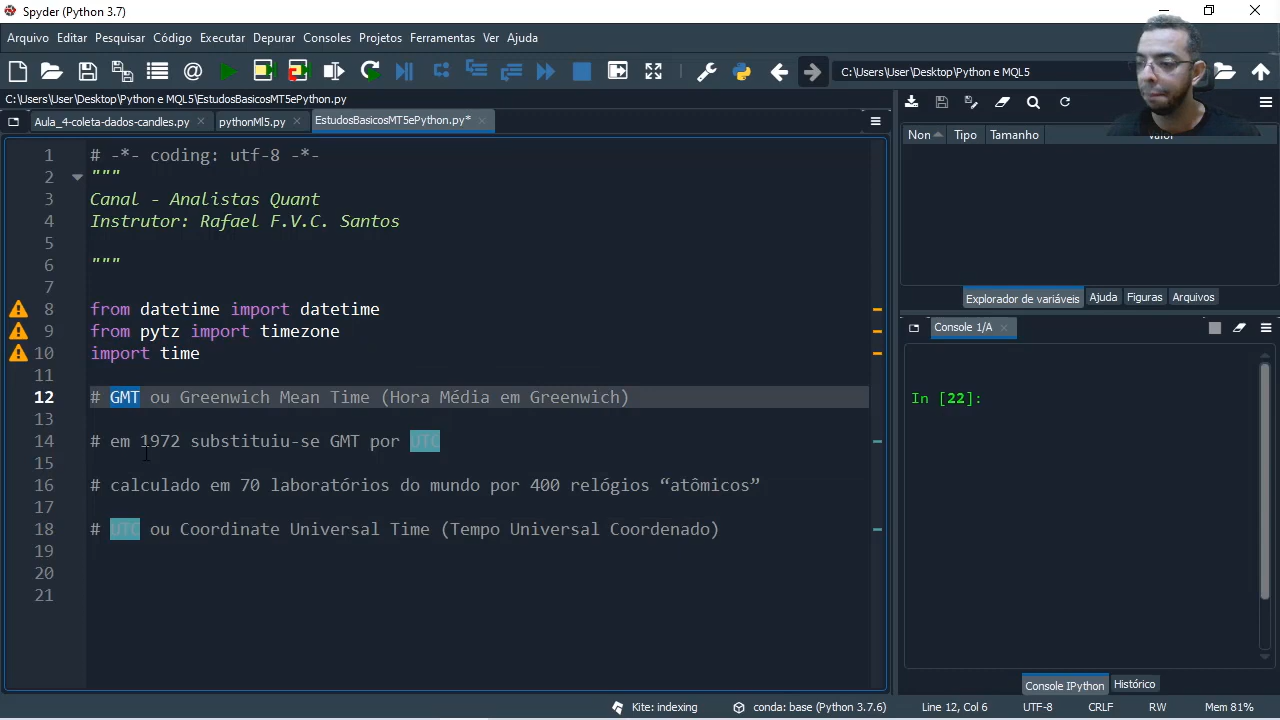 Spyder (Python 3.7)
Arquivo Editar Pesquisar Código Executar Depurar Consoles Projetos Ferramentas Ver Ajuda
C:\Users\User\Desktop\Python e MQL5
C:\Users\User\Desktop\Python e MQL5\EstudosBasicosMT5ePython.py
Aula_4-coleta-dados-candles.py pythonMl5.py EstudosBasicosMT5ePython.py*
1 # -*- coding: utf-8 -*-
2 """
3 Canal - Analistas Quant
4 Instrutor: Rafael F.V.C. Santos
5
6 """
7
8 from datetime import datetime
9 from pytz import timezone
10 import time
11
12 # GMT ou Greenwich Mean Time (Hora Média em Greenwich)
13
14 # em 1972 substituiu-se GMT por UTC
15
16 # calculado em 70 laboratórios do mundo por 400 relógios “atômicos”
17
18 # UTC ou Coordinate Universal Time (Tempo Universal Coordenado)
19
20
21
Non Tipo Tamanho
Explorador de variáveis Ajuda Figuras Arquivos
Console 1/A
In [22]:
Console IPython Histórico
Kite: indexing conda: base (Python 3.7.6) Line 12, Col 6 UTF-8 CRLF RW Mem 81%